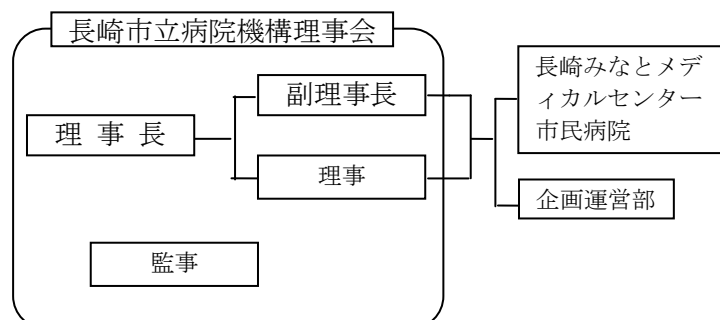 長崎市立病院機構理事会
理 事 長
副理事長
理事
監事
長崎みなとメデ
ィカルセンター
市民病院
企画運営部